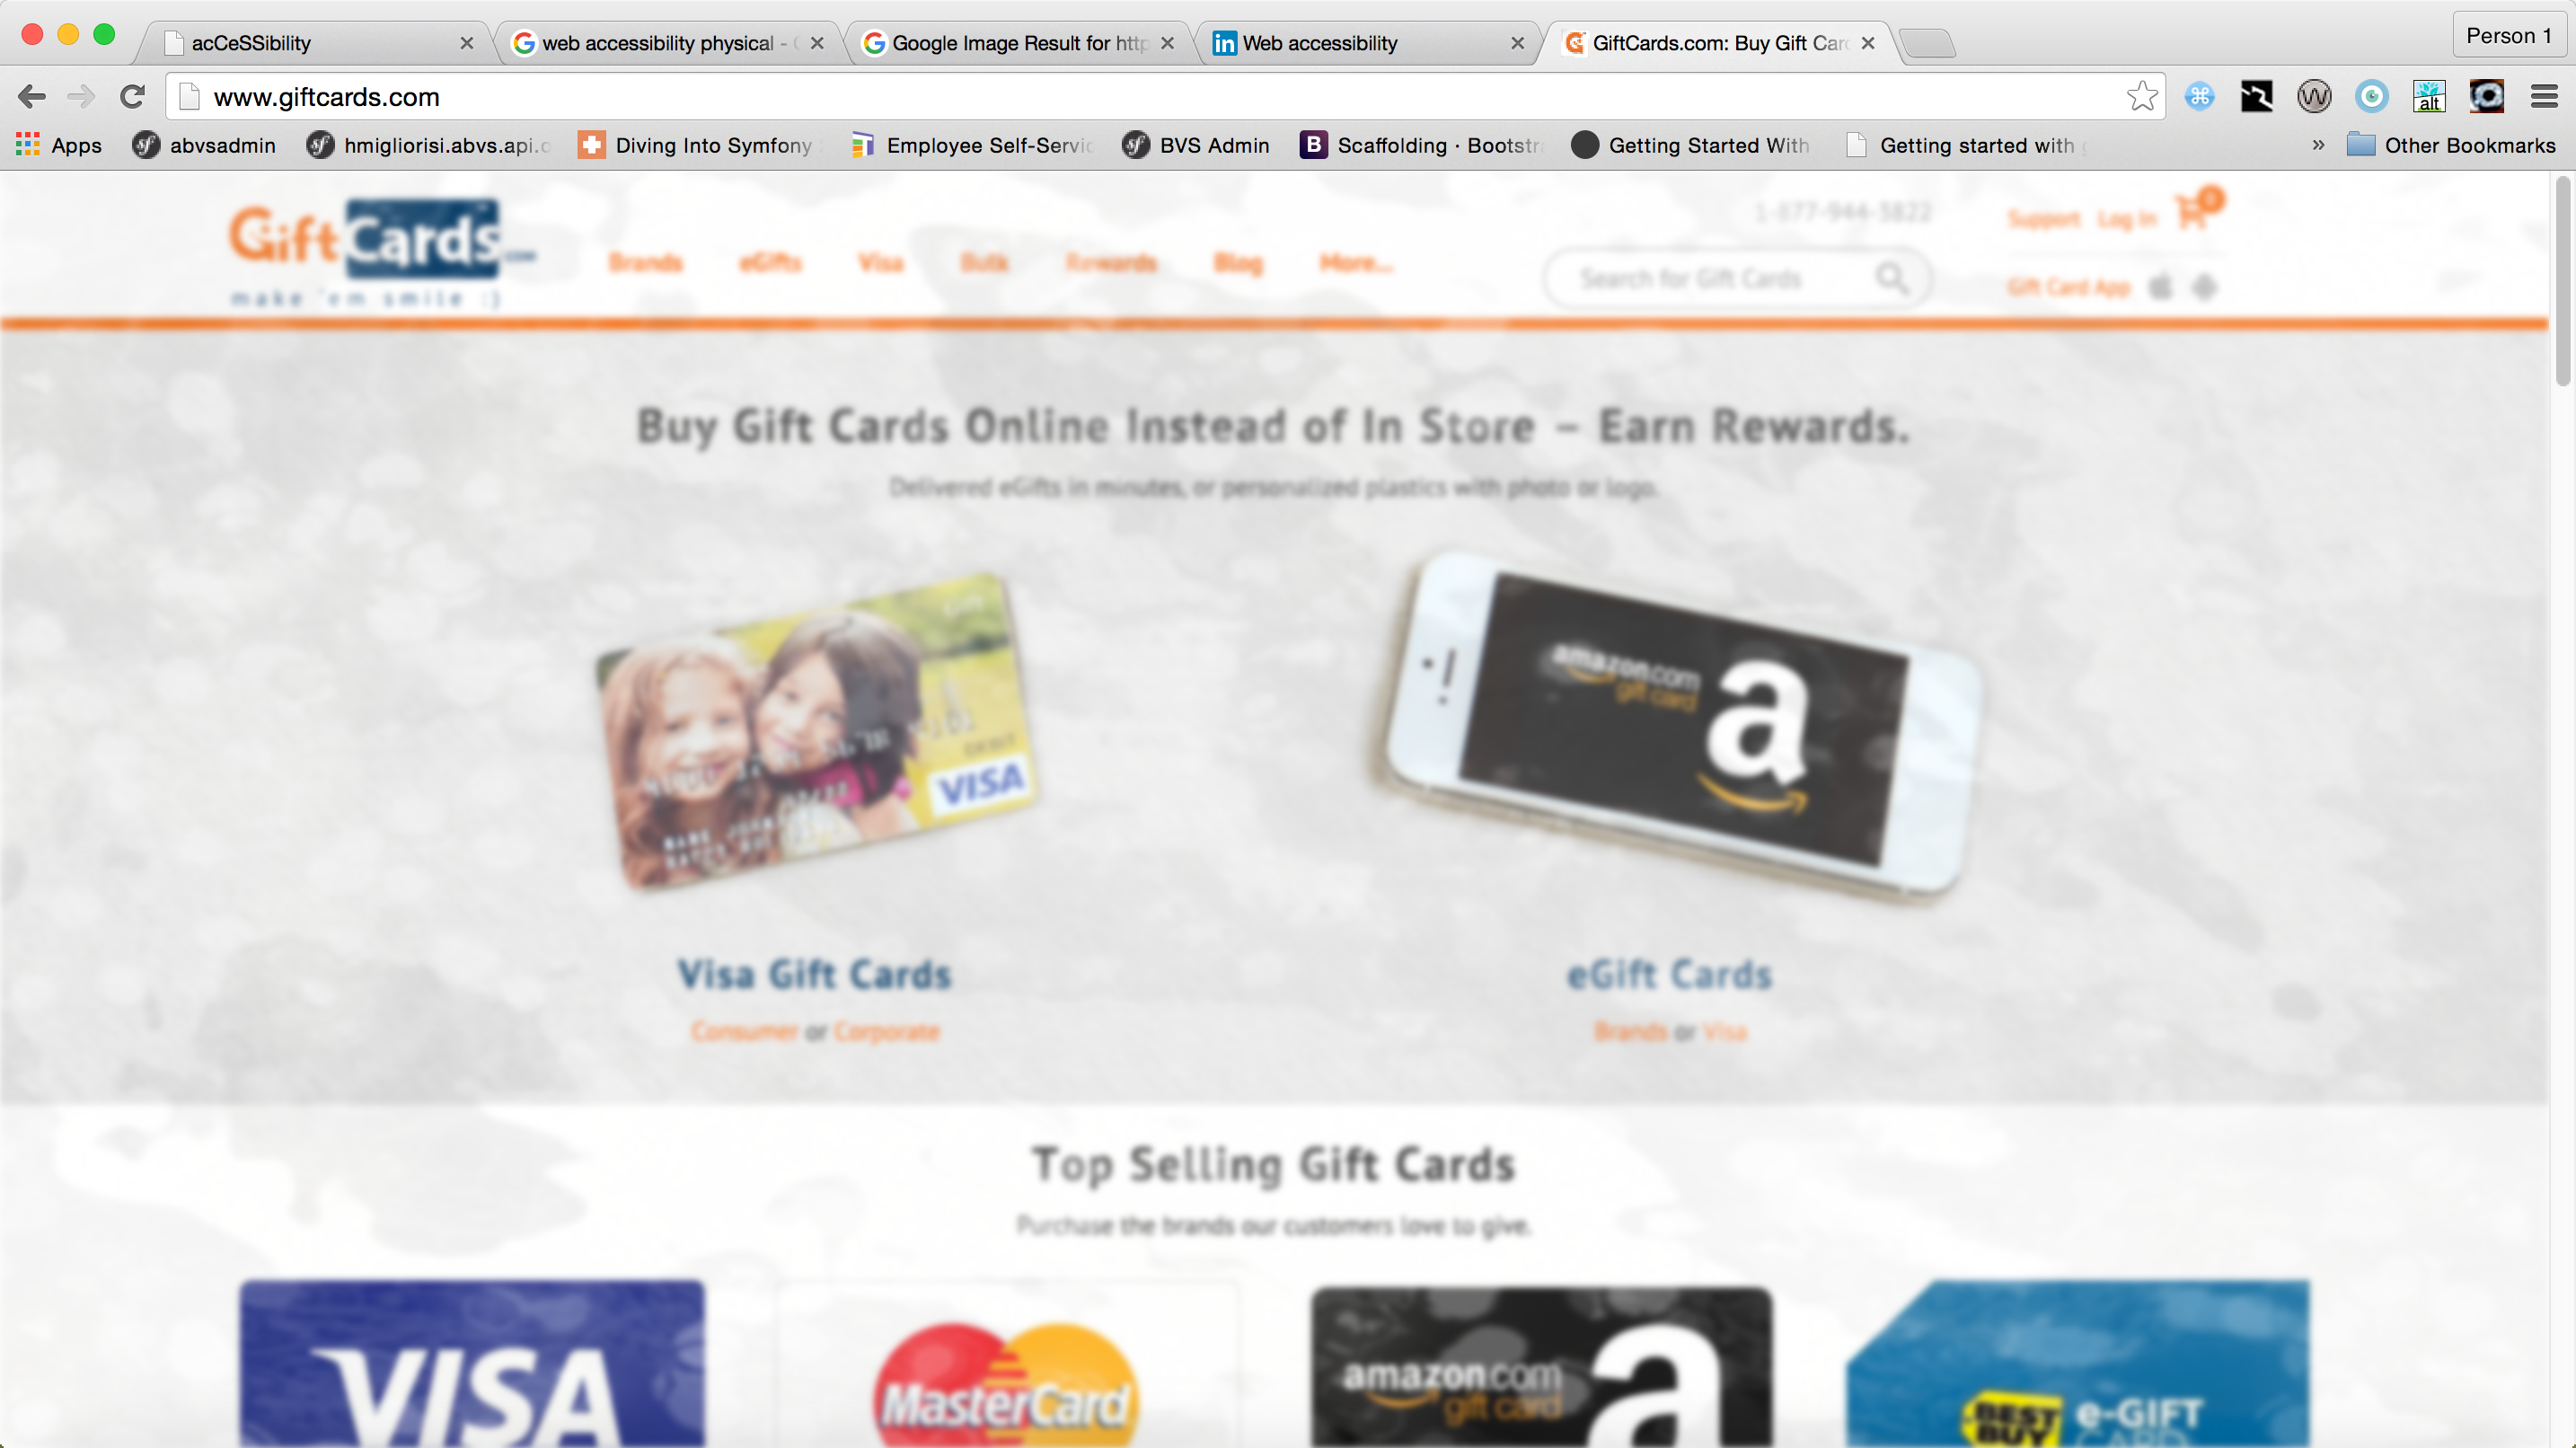 acCeSSibility
web accessibility physical -
Google Image Result for http
in Web accessibility
GiftCards.com: Buy Gift Car
Person 1
www.giftcards.com
alt
Apps
abvsadmin
hmigliorisi.abvs.api.
Diving Into Symfony
Employee Self-Servic
BVS Admin
B Scaffolding · Bootstr
Getting Started With
Getting started with
»
Other Bookmarks
GiftCards.com
make 'em smile :)
Brands
eGifts
Visa
Bulk
Rewards
Blog
More...
1-877-944-3822
Search for Gift Cards
Support
Log In
0
Gift Card App
Buy Gift Cards Online Instead of In Store – Earn Rewards.
Delivered eGifts in minutes, or personalized plastics with photo or logo.
DEBIT
VISA
amazon.com
gift card
a
Visa Gift Cards
Consumer or Corporate
eGift Cards
Brands or Visa
Top Selling Gift Cards
Purchase the brands our customers love to give.
VISA
MasterCard
amazon.com
gift card
a
BEST
BUY
e-GIFT
CARD